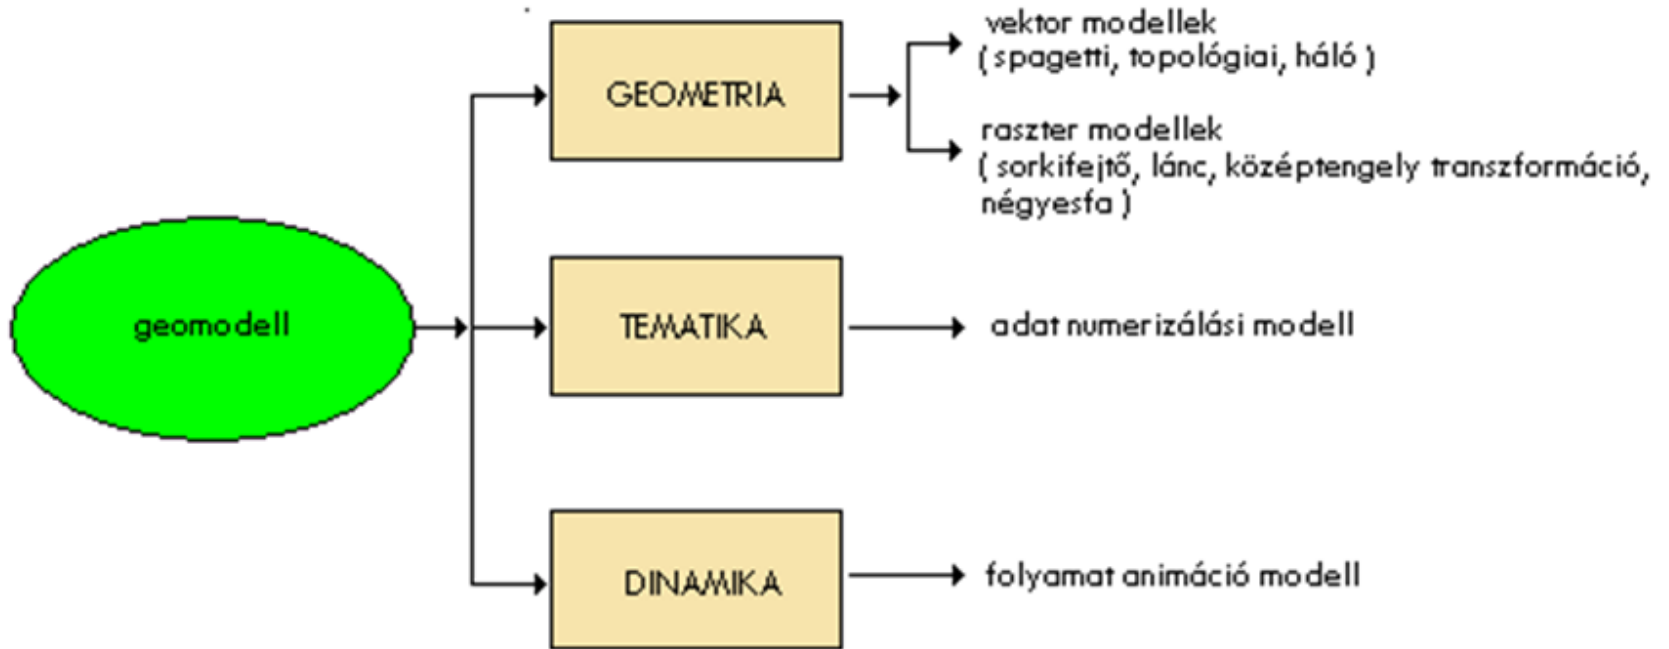 geomodell
GEOMETRIA
vektor modellek
( spagetti, topológiai, háló )
raszter modellek
( sorkifejtő, lánc, középtengely transzformáció,
négyesfa )
TEMATIKA
adat numerizálási modell
DINAMIKA
folyamat animáció modell